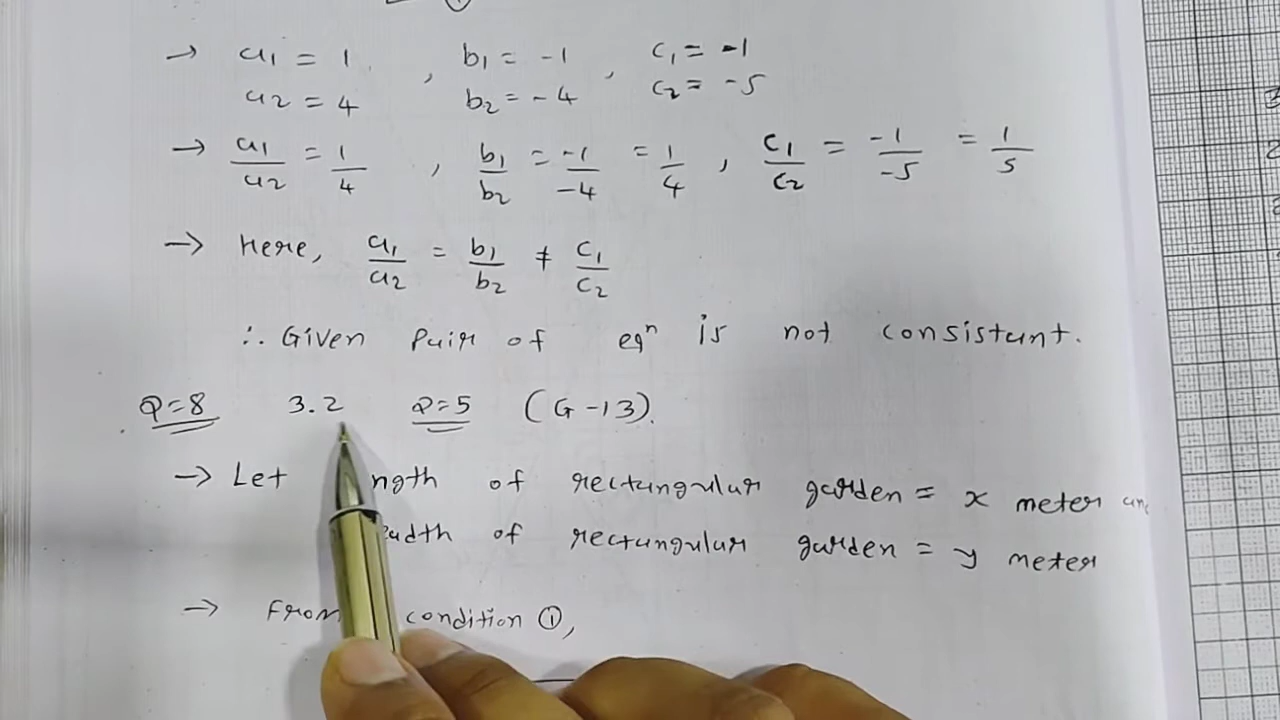 ①
→ a₁ = 1 , b₁ = -1 , c₁ = -1
a₂ = 4 b₂ = -4 c₂ = -5
→ a₁/a₂ = 1/4 , b₁/b₂ = -1/-4 = 1/4 , c₁/c₂ = -1/-5 = 1/5
→ Here, a₁/a₂ = b₁/b₂ ≠ c₁/c₂
∴ Given Pair of eqⁿ is not consistant.
Q=8 3.2 Q=5 (G-13).
→ Let ngth of rectangular garden = x meter an
eadth of rectangular garden = y meter
→ From condition ①,